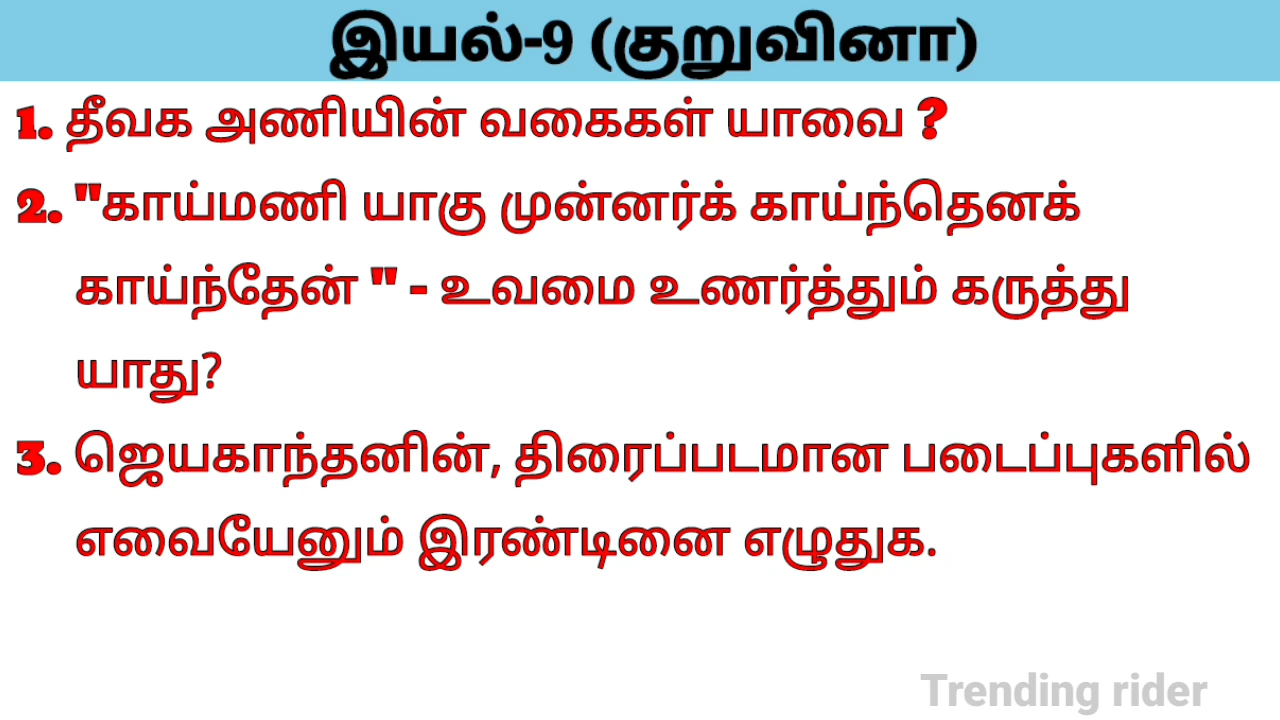 இயல்-9 (குறுவினா)
1. தீவக அணியின் வகைகள் யாவை ?
2. "காய்மணி யாகு முன்னர்க் காய்ந்தெனக்
காய்ந்தேன் " - உவமை உணர்த்தும் கருத்து
யாது?
3. ஜெயகாந்தனின், திரைப்படமான படைப்புகளில்
எவையேனும் இரண்டினை எழுதுக.
Trending rider